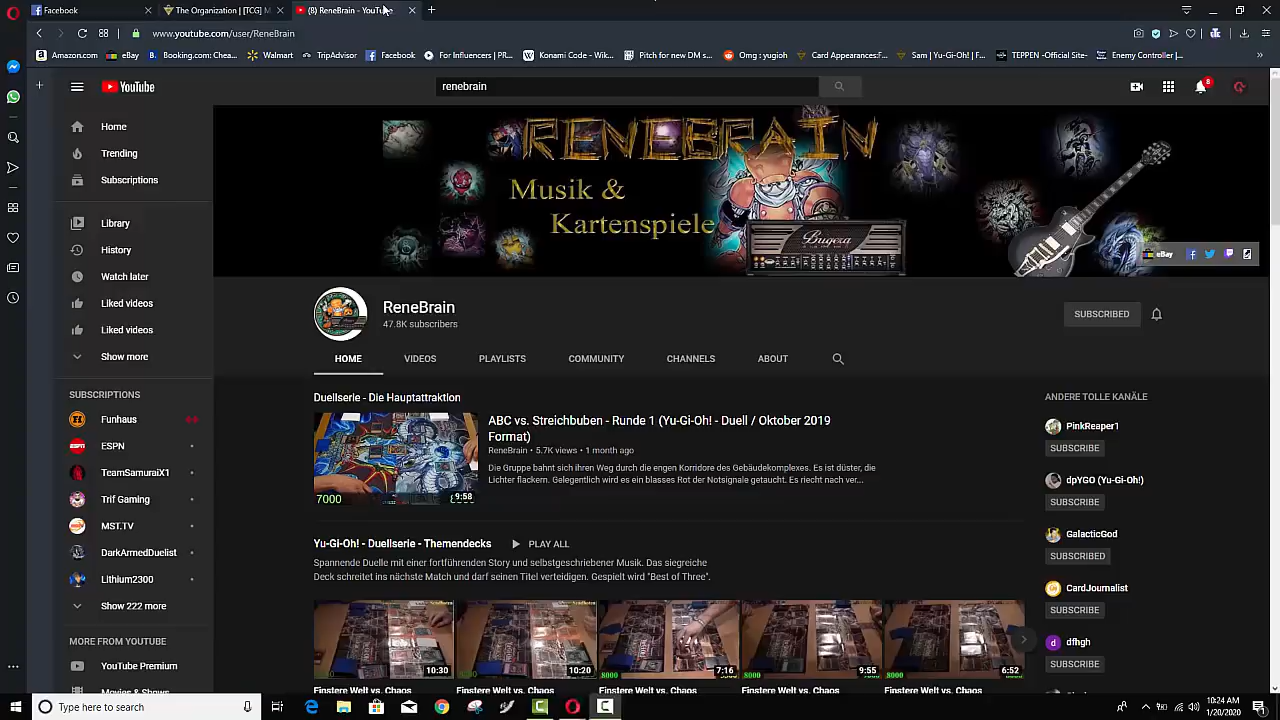 Facebook
The Organization | [TCG] M
(8) ReneBrain - YouTube
www.youtube.com/user/ReneBrain
Amazon.com
eBay
Booking.com: Chea...
Walmart
TripAdvisor
Facebook
For Influencers | PR...
Konami Code - Wik...
Pitch for new DM s...
Omg : yugioh
Card Appearances:F...
Sam | Yu-Gi-Oh! | F...
TEPPEN -Official Site-
Enemy Controller |...
YouTube
renebrain
8
Home
Trending
Subscriptions
Library
History
Watch later
Liked videos
Liked videos
Show more
SUBSCRIPTIONS
Funhaus
ESPN
TeamSamuraiX1
Trif Gaming
MST.TV
DarkArmedDuelist
Lithium2300
Show 222 more
MORE FROM YOUTUBE
YouTube Premium
Movies & Shows
RENEBRAIN
Musik &
Kartenspiele
Bugera
eBay
ReneBrain
47.8K subscribers
SUBSCRIBED
HOME
VIDEOS
PLAYLISTS
COMMUNITY
CHANNELS
ABOUT
Duellserie - Die Hauptattraktion
7000
9:58
ABC vs. Streichbuben - Runde 1 (Yu-Gi-Oh! - Duell / Oktober 2019
Format)
ReneBrain • 5.7K views • 1 month ago
Die Gruppe bahnt sich ihren Weg durch die engen Korridore des Gebäudekomplexes. Es ist düster, die
Lichter flackern. Gelegentlich wird es ein blasses Rot der Notsignale getaucht. Es riecht nach ver...
Yu-Gi-Oh! - Duellserie - Themendecks
PLAY ALL
Spannende Duelle mit einer fortführenden Story und selbstgeschriebener Musik. Das siegreiche
Deck schreitet ins nächste Match und darf seinen Titel verteidigen. Gespielt wird "Best of Three".
10:30
10:20
8000
7:16
8000
9:55
8000
6:52
Finstere Welt vs. Chaos
Finstere Welt vs. Chaos
Finstere Welt vs. Chaos
Finstere Welt vs. Chaos
Finstere Welt vs. Chaos
ANDERE TOLLE KANÄLE
PinkReaper1
SUBSCRIBE
dpYGO (Yu-Gi-Oh!)
SUBSCRIBE
GalacticGod
SUBSCRIBED
CardJournalist
SUBSCRIBE
d
dfhgh
SUBSCRIBE
Type here to search
10:24 AM
1/20/2020